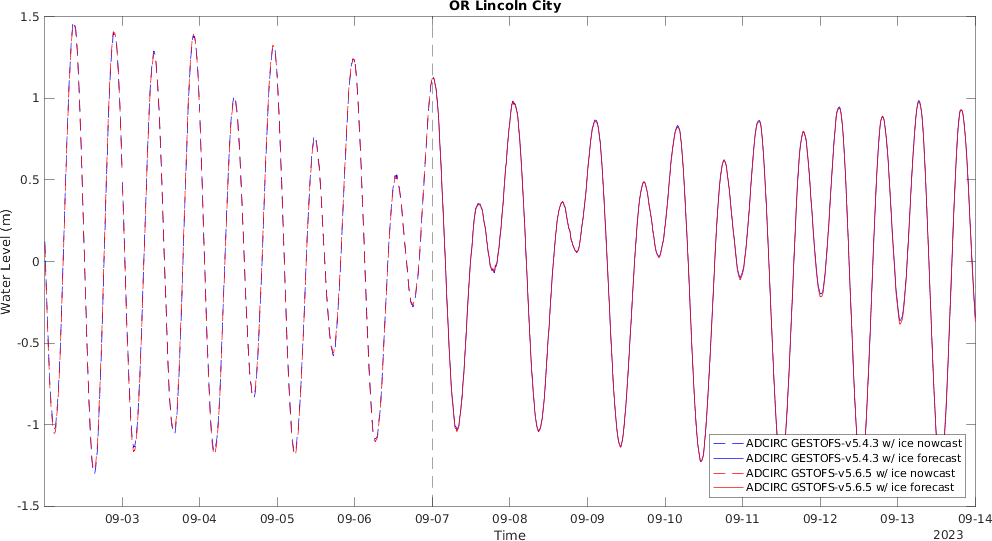 OR Lincoln City
1.5
1
0.5
0
-0.5
-1
-1.5
Water Level (m)
ADCIRC GESTOFS-v5.4.3 w/ ice nowcast
ADCIRC GESTOFS-v5.4.3 w/ ice forecast
ADCIRC GSTOFS-v5.6.5 w/ ice nowcast
ADCIRC GSTOFS-v5.6.5 w/ ice forecast
09-03 09-04 09-05 09-06 09-07 09-08 09-09 09-10 09-11 09-12 09-13 09-14
Time
2023